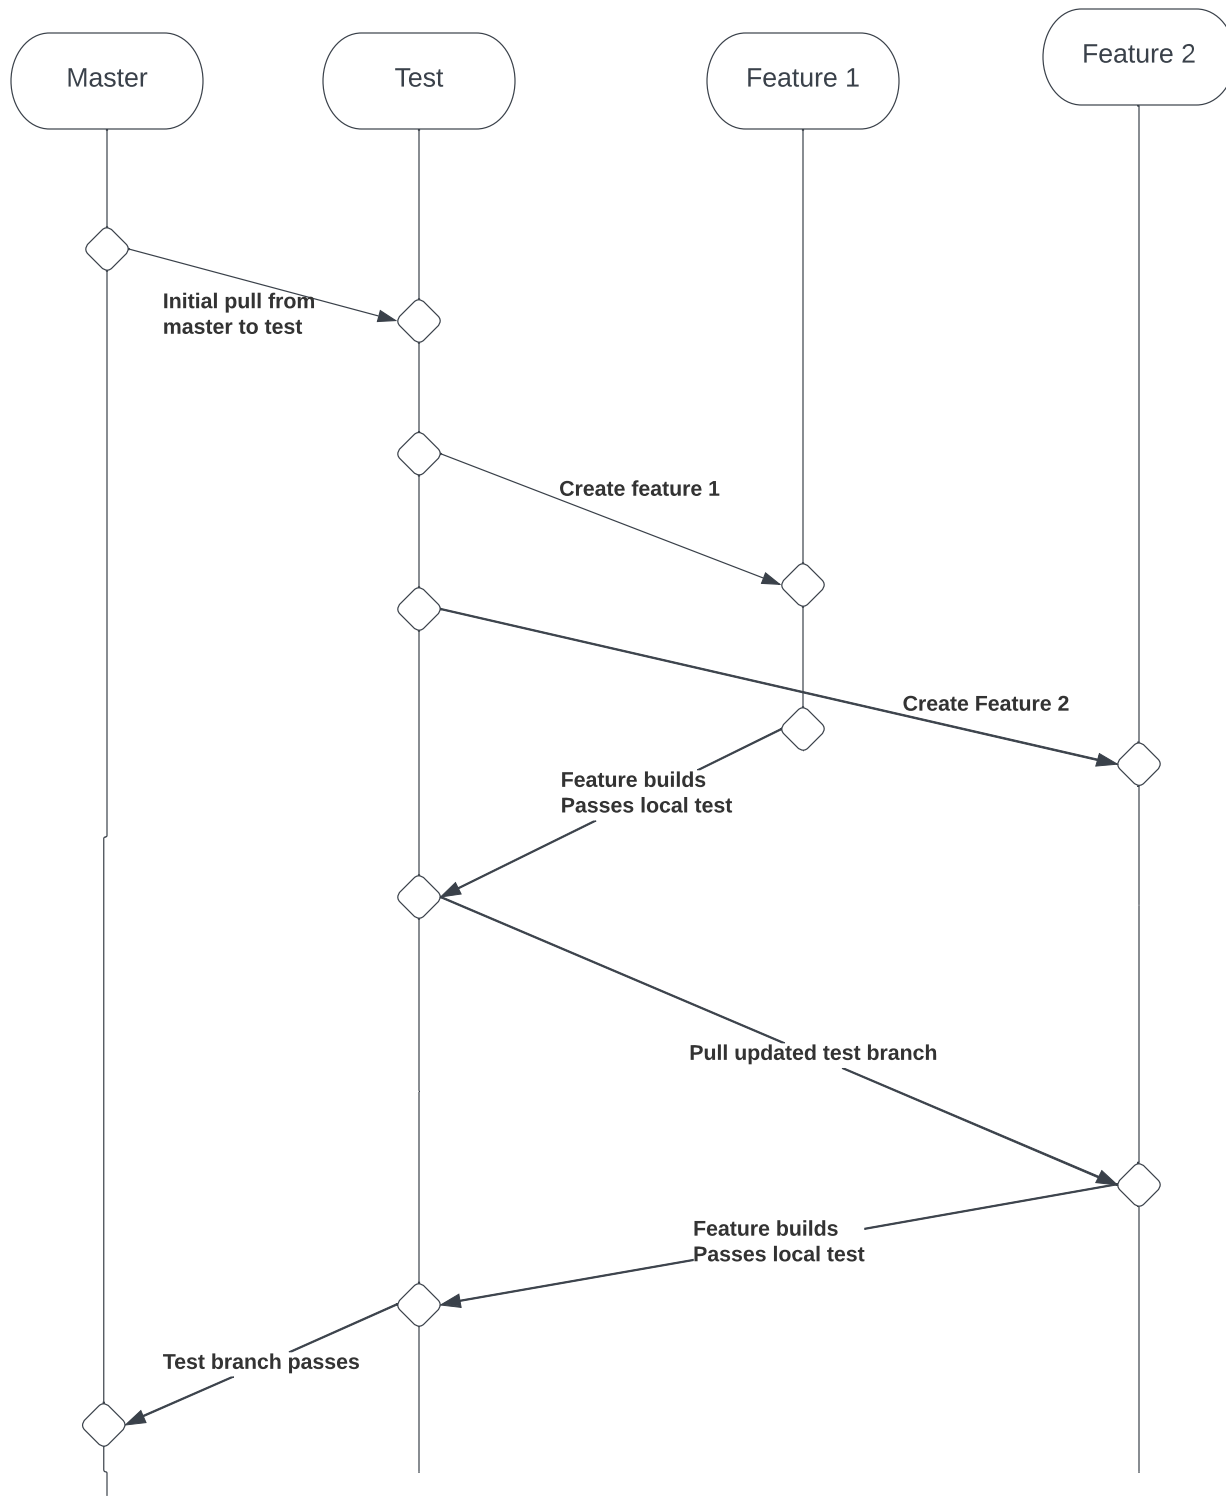 Master
Test
Feature 1
Feature 2
Initial pull from
master to test
Create feature 1
Create Feature 2
Feature builds
Passes local test
Pull updated test branch
Feature builds
Passes local test
Test branch passes